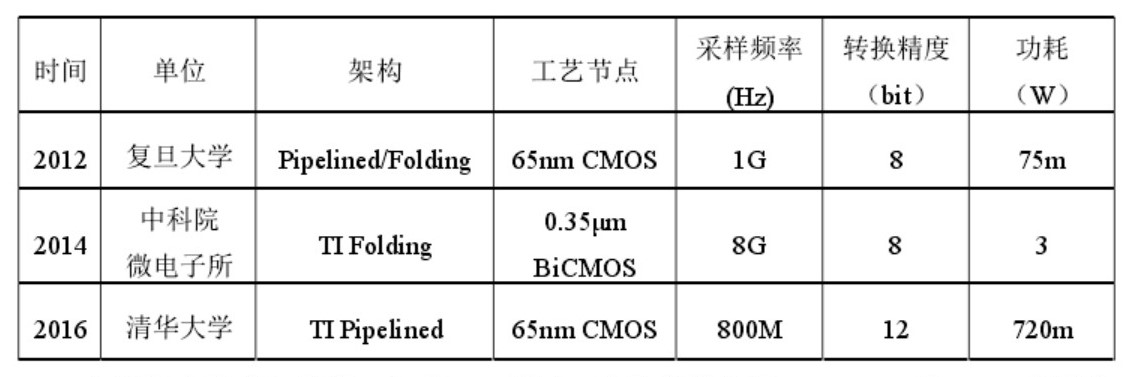 时间 单位 架构 工艺节点 采样频率 (Hz) 转换精度 （bit） 功耗 （W）
2012 复旦大学 Pipelined/Folding 65nm CMOS 1G 8 75m
2014 中科院 微电子所 TI Folding 0.35μm BiCMOS 8G 8 3
2016 清华大学 TI Pipelined 65nm CMOS 800M 12 720m